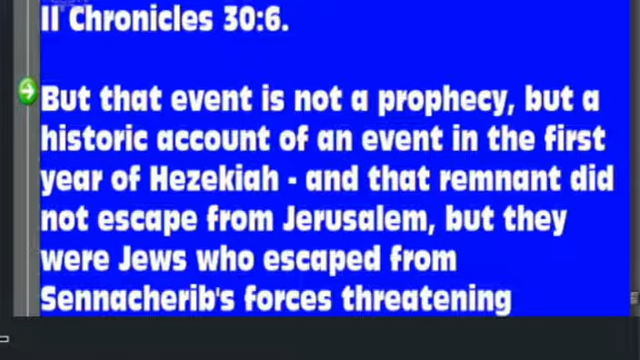 II Chronicles 30:6.
But that event is not a prophecy, but a
historic account of an event in the first
year of Hezekiah - and that remnant did
not escape from Jerusalem, but they
were Jews who escaped from
Sennacherib's forces threatening